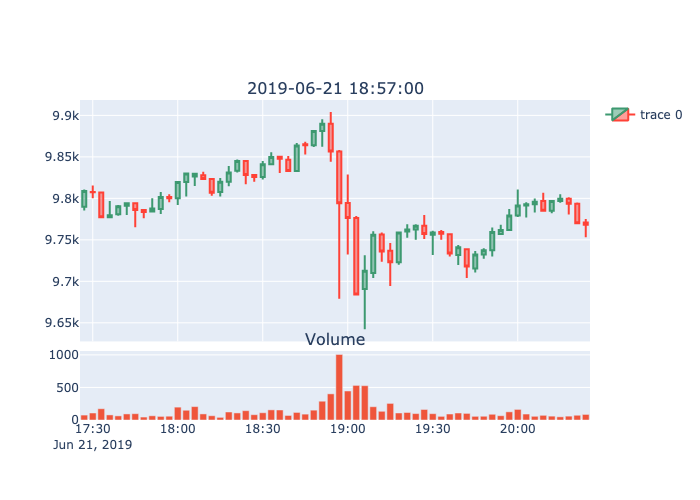 2019-06-21 18:57:00
trace 0
9.9k
9.85k
9.8k
9.75k
9.7k
9.65k
Volume
1000
500
0
17:30 18:00 18:30 19:00 19:30 20:00
Jun 21, 2019